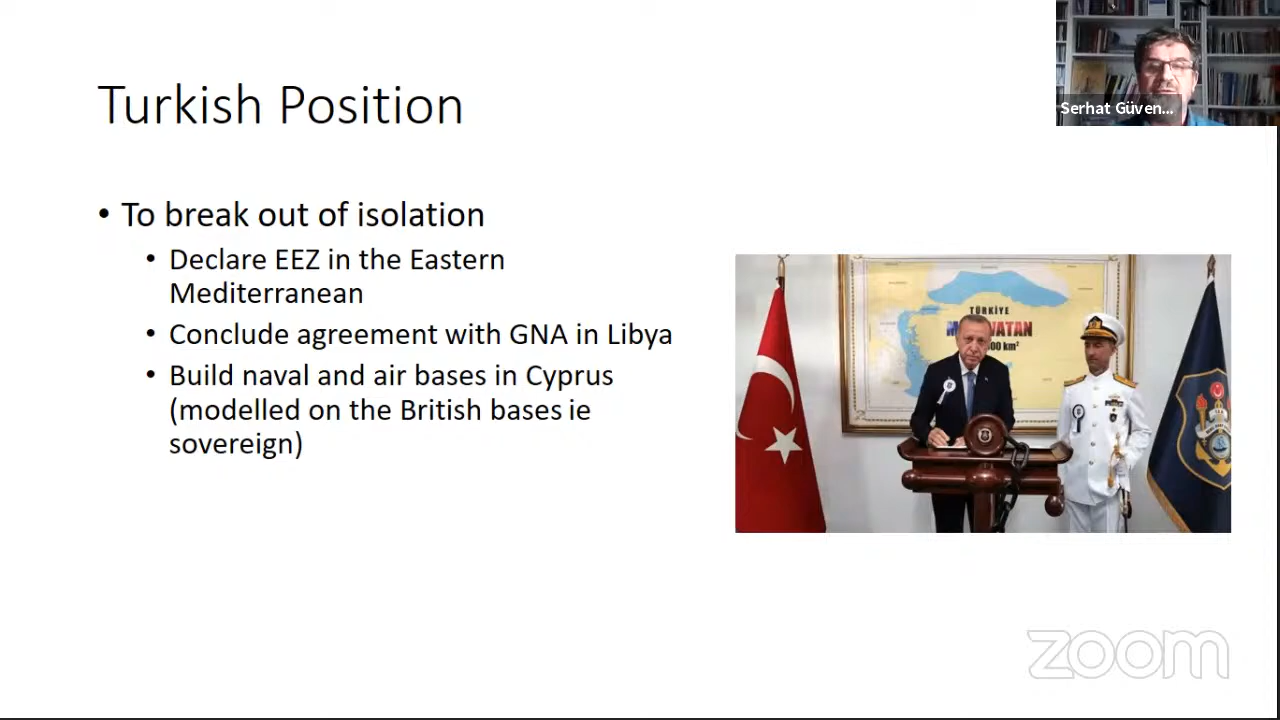 Turkish Position
Serhat Güven...
• To break out of isolation
• Declare EEZ in the Eastern
Mediterranean
• Conclude agreement with GNA in Libya
• Build naval and air bases in Cyprus
(modelled on the British bases ie
sovereign)
TÜRKİYE
VATAN
00 km²
zoom